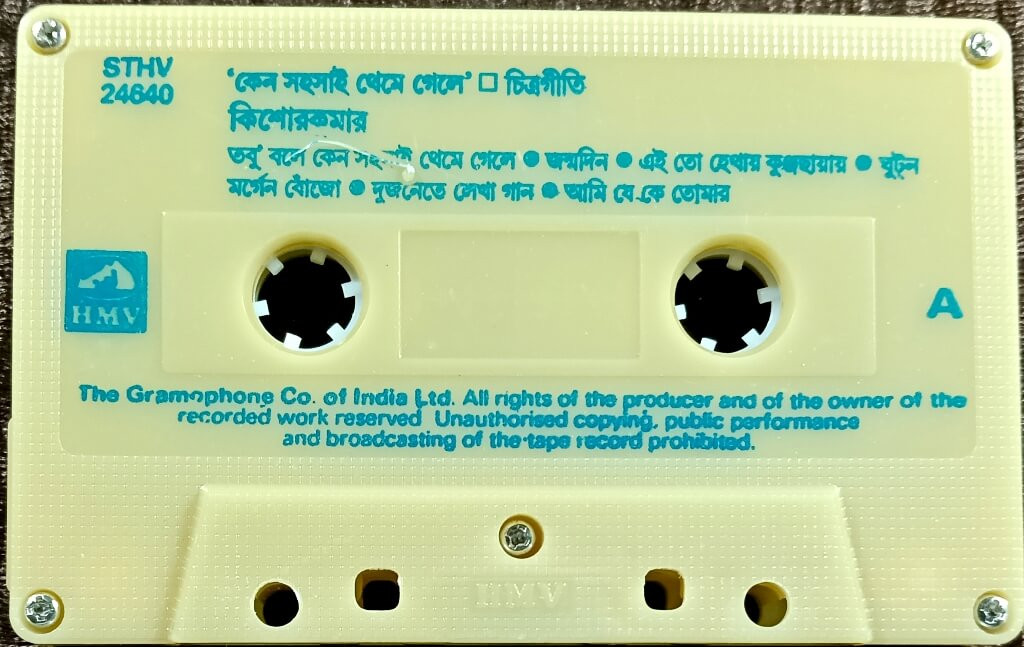 STHV
24640
'কেন সহসাই থেমে গেলে' □ চিত্রগীতি
কিশোরকুমার
তবু' বলে কেন সহসাই থেমে গেলে ● জন্মদিন ● এই তো হেথায় কুঞ্জছায়ায় ●
● দুজনেতে লেখা গান ● আমি যে কে তোমার
HMV
A
The Gramophone Co. of India Ltd. All rights of the producer and of the owner of the
recorded work reserved. Unauthorised copying, public performance
and broadcasting of the tape record prohibited.
HMV